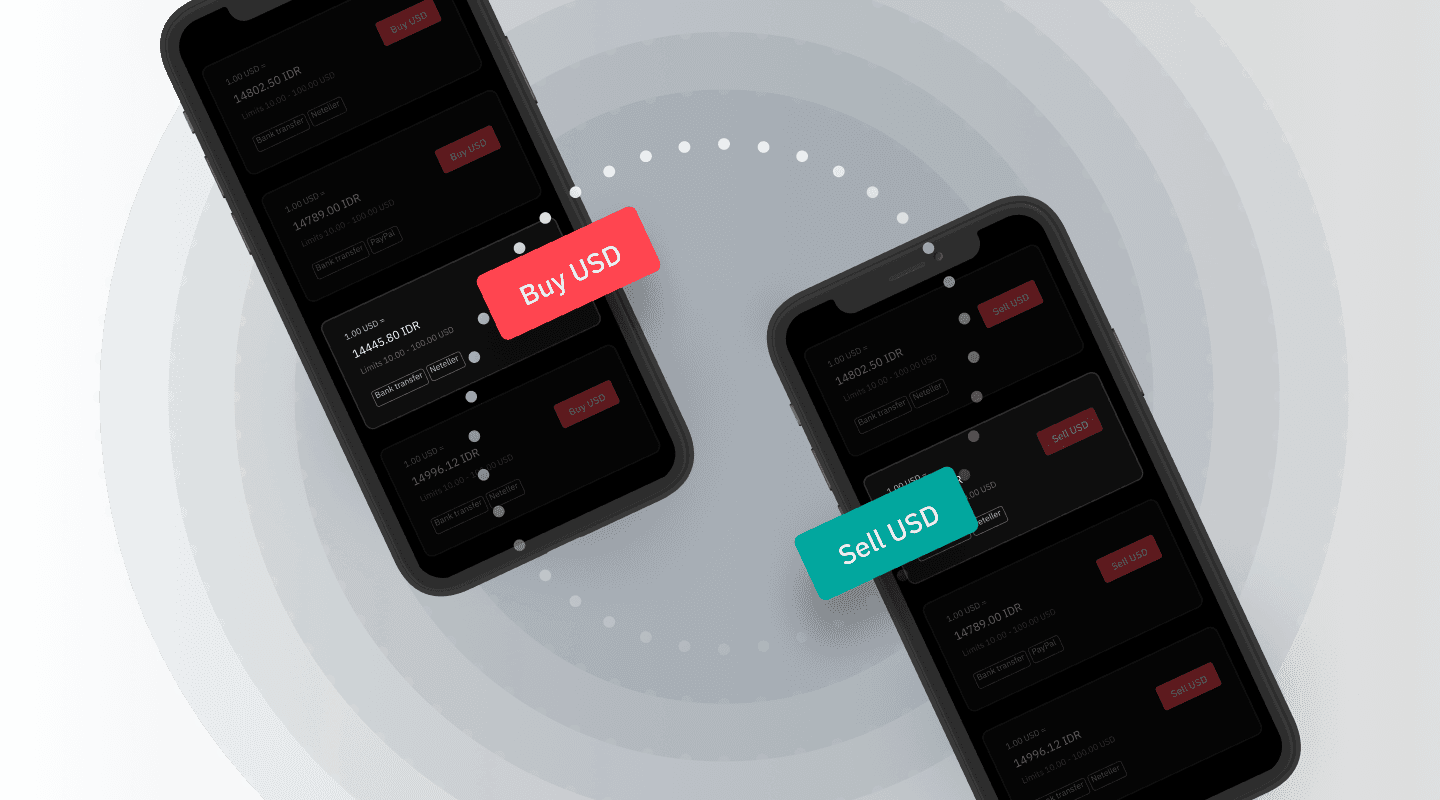 Buy USD
1.00 USD =
14802.50 IDR
Limits 10.00 - 100.00 USD
Bank transfer Neteller
Buy USD
1.00 USD =
14789.00 IDR
Limits 10.00 - 100.00 USD
Bank transfer PayPal
Buy USD
1.00 USD =
14445.80 IDR
Limits 10.00 - 100.00 USD
Bank transfer Neteller
Buy USD
1.00 USD =
14996.12 IDR
Limits 10.00 - 100.00 USD
Bank transfer Neteller
Sell USD
1.00 USD =
14802.50 IDR
Limits 10.00 - 100.00 USD
Bank transfer Neteller
Sell USD
1.00 USD =
.00 USD
eteller
Sell USD
Sell USD
1.00 USD =
14789.00 IDR
Limits 10.00 - 100.00 USD
Bank transfer PayPal
Sell USD
1.00 USD =
14996.12 IDR
Limits 10.00 - 100.00 USD
Bank transfer Neteller